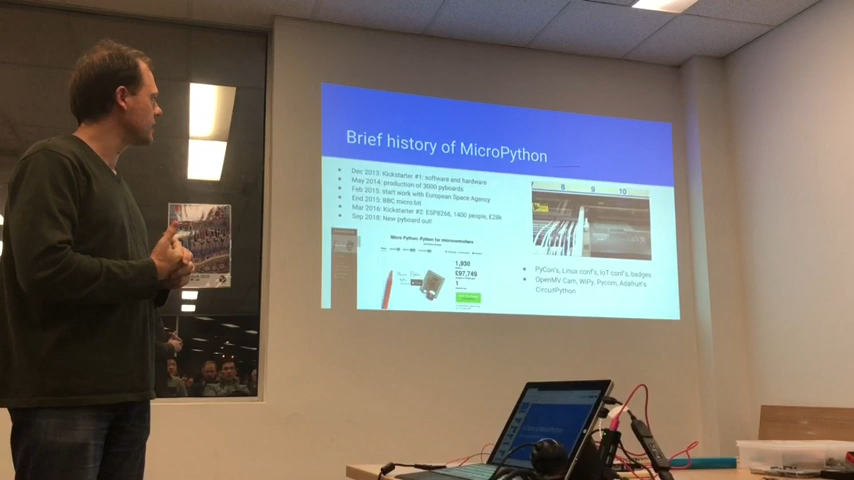 Brief history of MicroPython
Dec 2013: Kickstarter #1: software and hardware
May 2014: production of 3000 pyboards
Feb 2015: start work with European Space Agency
End 2015: BBC micro:bit
Mar 2016: Kickstarter #2: ESP8266, 1400 people, £28k
Sep 2018: New pyboard out!
8 9 10
Micro Python: Python for microcontrollers
1,930
£97,749
1
PyCon's, Linux conf's, IoT conf's, badges
OpenMV Cam, WiPy, Pycom, Adafruit's
CircuitPython